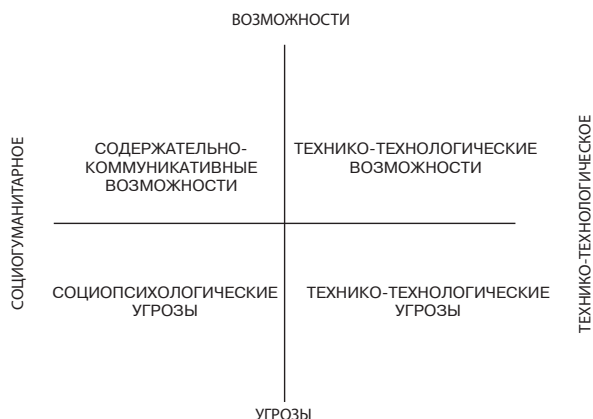 ВОЗМОЖНОСТИ
СОДЕРЖАТЕЛЬНО-
КОММУНИКАТИВНЫЕ
ВОЗМОЖНОСТИ
ТЕХНИКО-ТЕХНОЛОГИЧЕСКИЕ
ВОЗМОЖНОСТИ
СОЦИОГУМАНИТАРНОЕ
ТЕХНИКО-ТЕХНОЛОГИЧЕСКОЕ
СОЦИОПСИХОЛОГИЧЕСКИЕ
УГРОЗЫ
ТЕХНИКО-ТЕХНОЛОГИЧЕСКИЕ
УГРОЗЫ
УГРОЗЫ